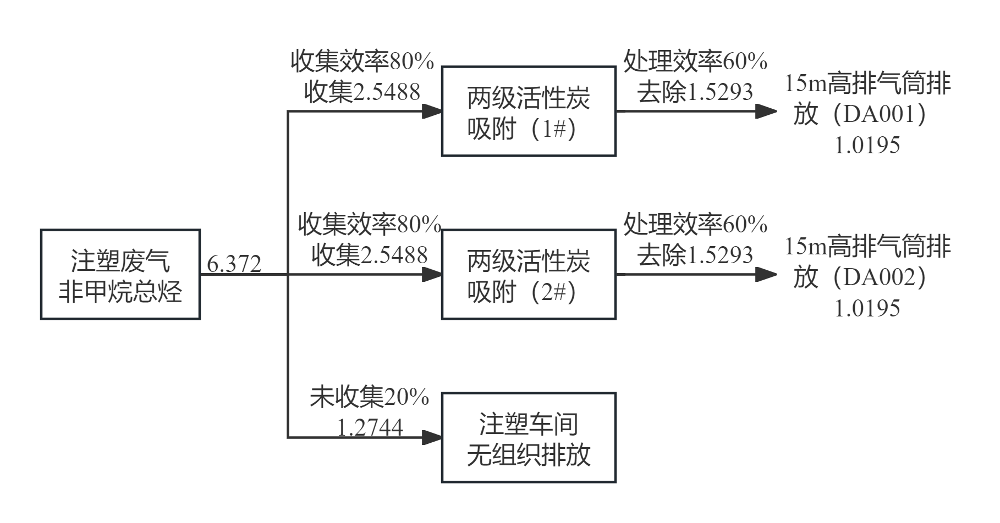 收集效率80%
收集2.5488
两级活性炭
吸附（1#）
处理效率60%
去除1.5293
15m高排气筒排
放（DA001）
1.0195
注塑废气
非甲烷总烃
6.372
收集效率80%
收集2.5488
两级活性炭
吸附（2#）
处理效率60%
去除1.5293
15m高排气筒排
放（DA002）
1.0195
未收集20%
1.2744
注塑车间
无组织排放